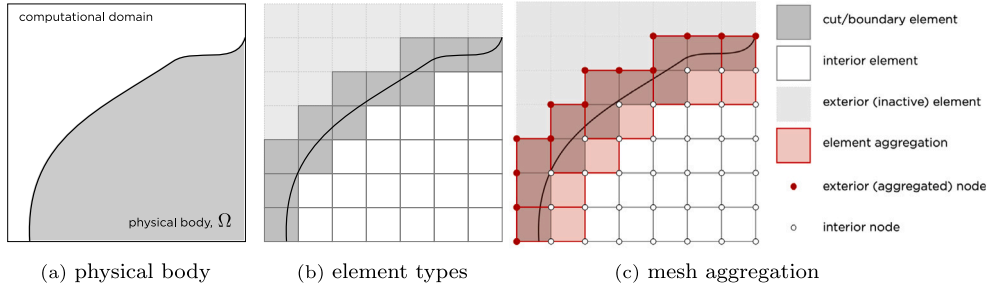 computational domain
physical body, Ω
cut/boundary element
interior element
exterior (inactive) element
element aggregation
exterior (aggregated) node
interior node
(a) physical body
(b) element types
(c) mesh aggregation